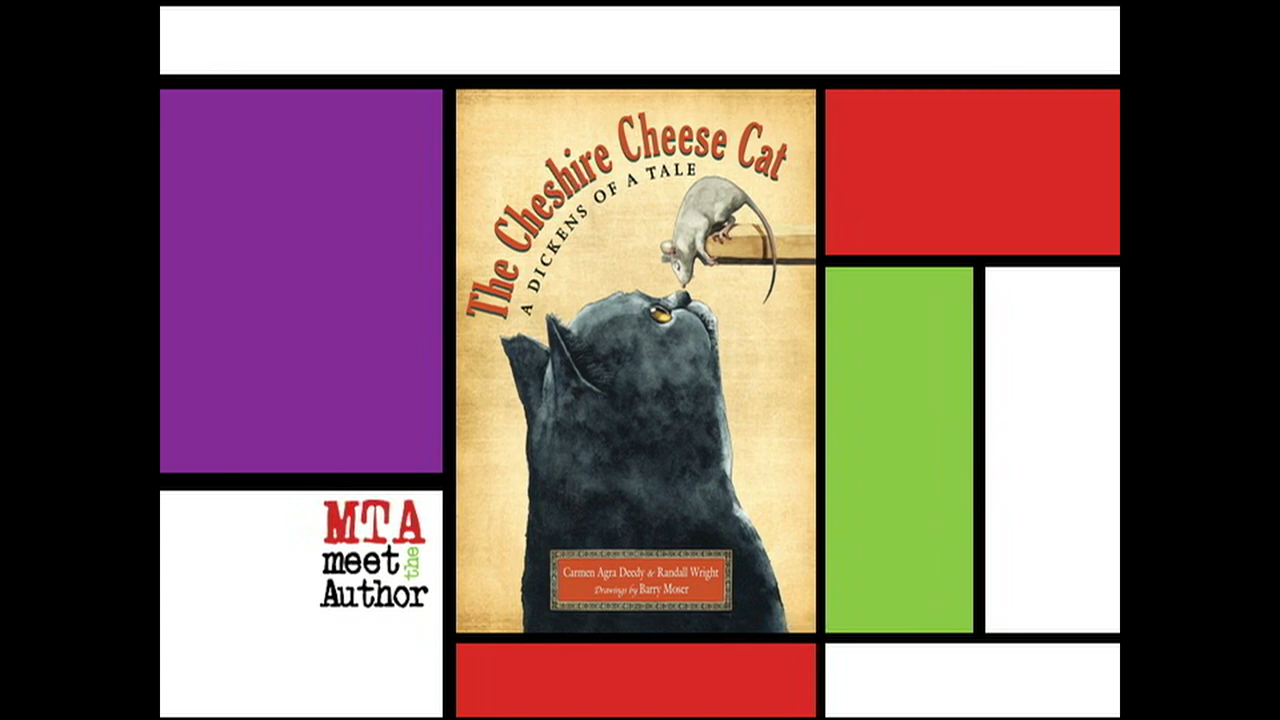 The Cheshire Cheese Cat
A DICKENS OF A TALE
Carmen Agra Deedy & Randall Wright
Drawings by Barry Moser
MTA
meet the
Author